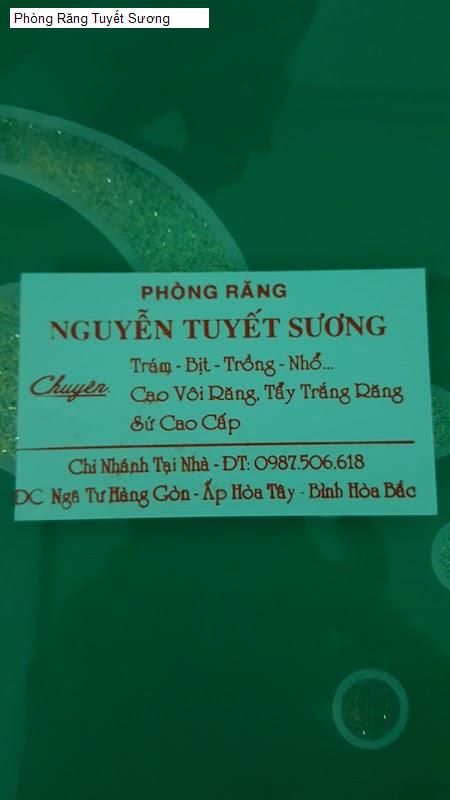 Phòng Răng Tuyết Sương
PHÒNG RĂNG
NGUYỄN TUYẾT SƯƠNG
Chuyên: Trám - Bịt - Trồng - Nhổ...
Cạo Vôi Răng, Tẩy Trắng Răng
Sứ Cao Cấp
Chi Nhánh Tại Nhà - ĐT: 0987.506.618
ĐC Ngã Tư Hàng Gòn - Ấp Hòa Tây - Bình Hòa Bắc